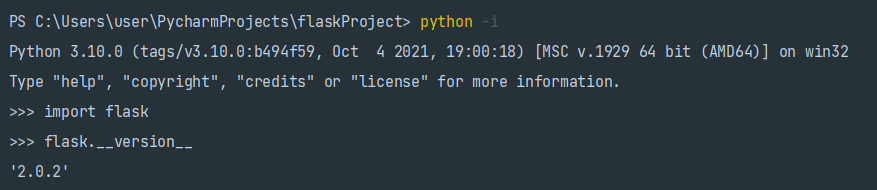 PS C:\Users\user\PycharmProjects\flaskProject> python -i
Python 3.10.0 (tags/v3.10.0:b494f59, Oct  4 2021, 19:00:18) [MSC v.1929 64 bit (AMD64)] on win32
Type "help", "copyright", "credits" or "license" for more information.
>>> import flask
>>> flask.__version__
'2.0.2'